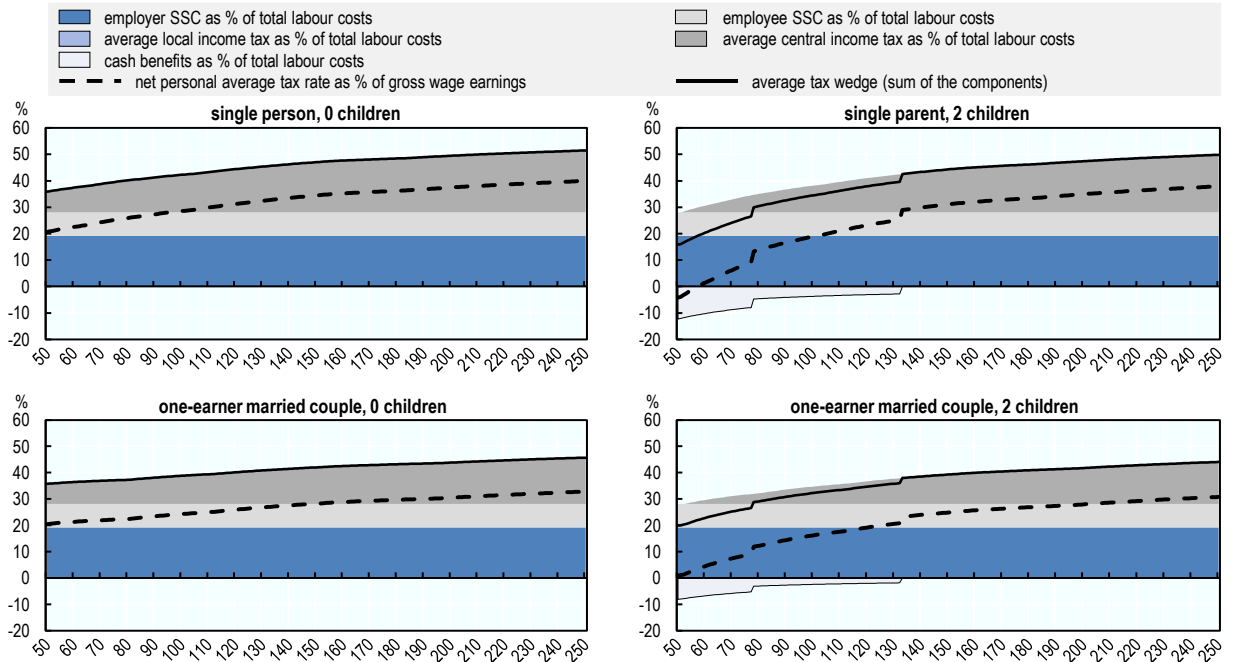 employer SSC as % of total labour costs
employee SSC as % of total labour costs
average local income tax as % of total labour costs
average central income tax as % of total labour costs
cash benefits as % of total labour costs
net personal average tax rate as % of gross wage earnings
average tax wedge (sum of the components)
%
single person, 0 children
60
50
40
30
20
10
0
-10
-20
50 60 70 80 90 100 110 120 130 140 150 160 170 180 190 200 210 220 230 240 250
%
single parent, 2 children
60
50
40
30
20
10
0
-10
-20
50 60 70 80 90 100 110 120 130 140 150 160 170 180 190 200 210 220 230 240 250
%
one-earner married couple, 0 children
60
50
40
30
20
10
0
-10
-20
50 60 70 80 90 100 110 120 130 140 150 160 170 180 190 200 210 220 230 240 250
%
one-earner married couple, 2 children
60
50
40
30
20
10
0
-10
-20
50 60 70 80 90 100 110 120 130 140 150 160 170 180 190 200 210 220 230 240 250